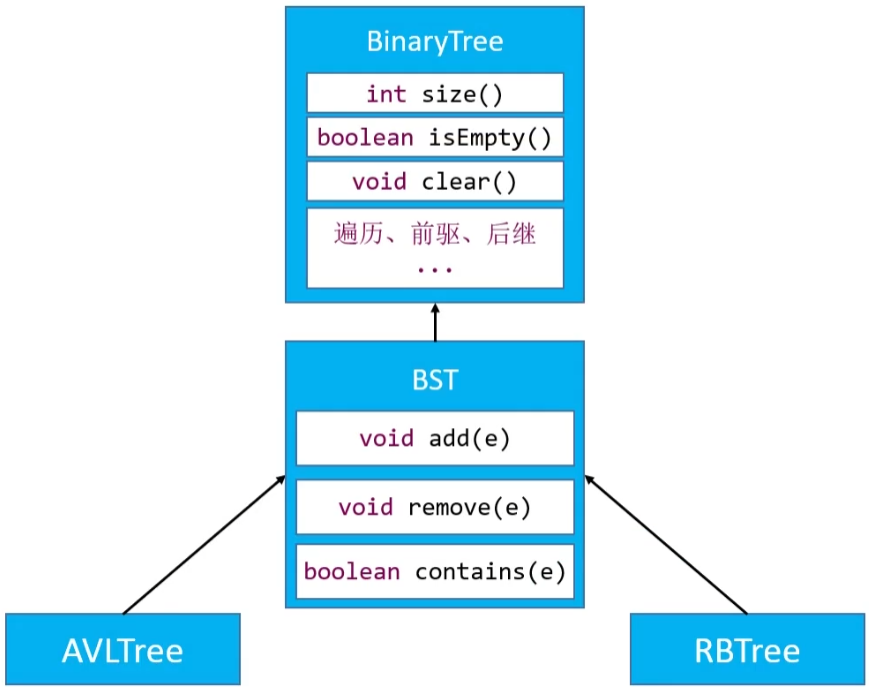 BinaryTree
int size()
boolean isEmpty()
void clear()
遍历、前驱、后继
...
BST
void add(e)
void remove(e)
boolean contains(e)
AVLTree
RBTree